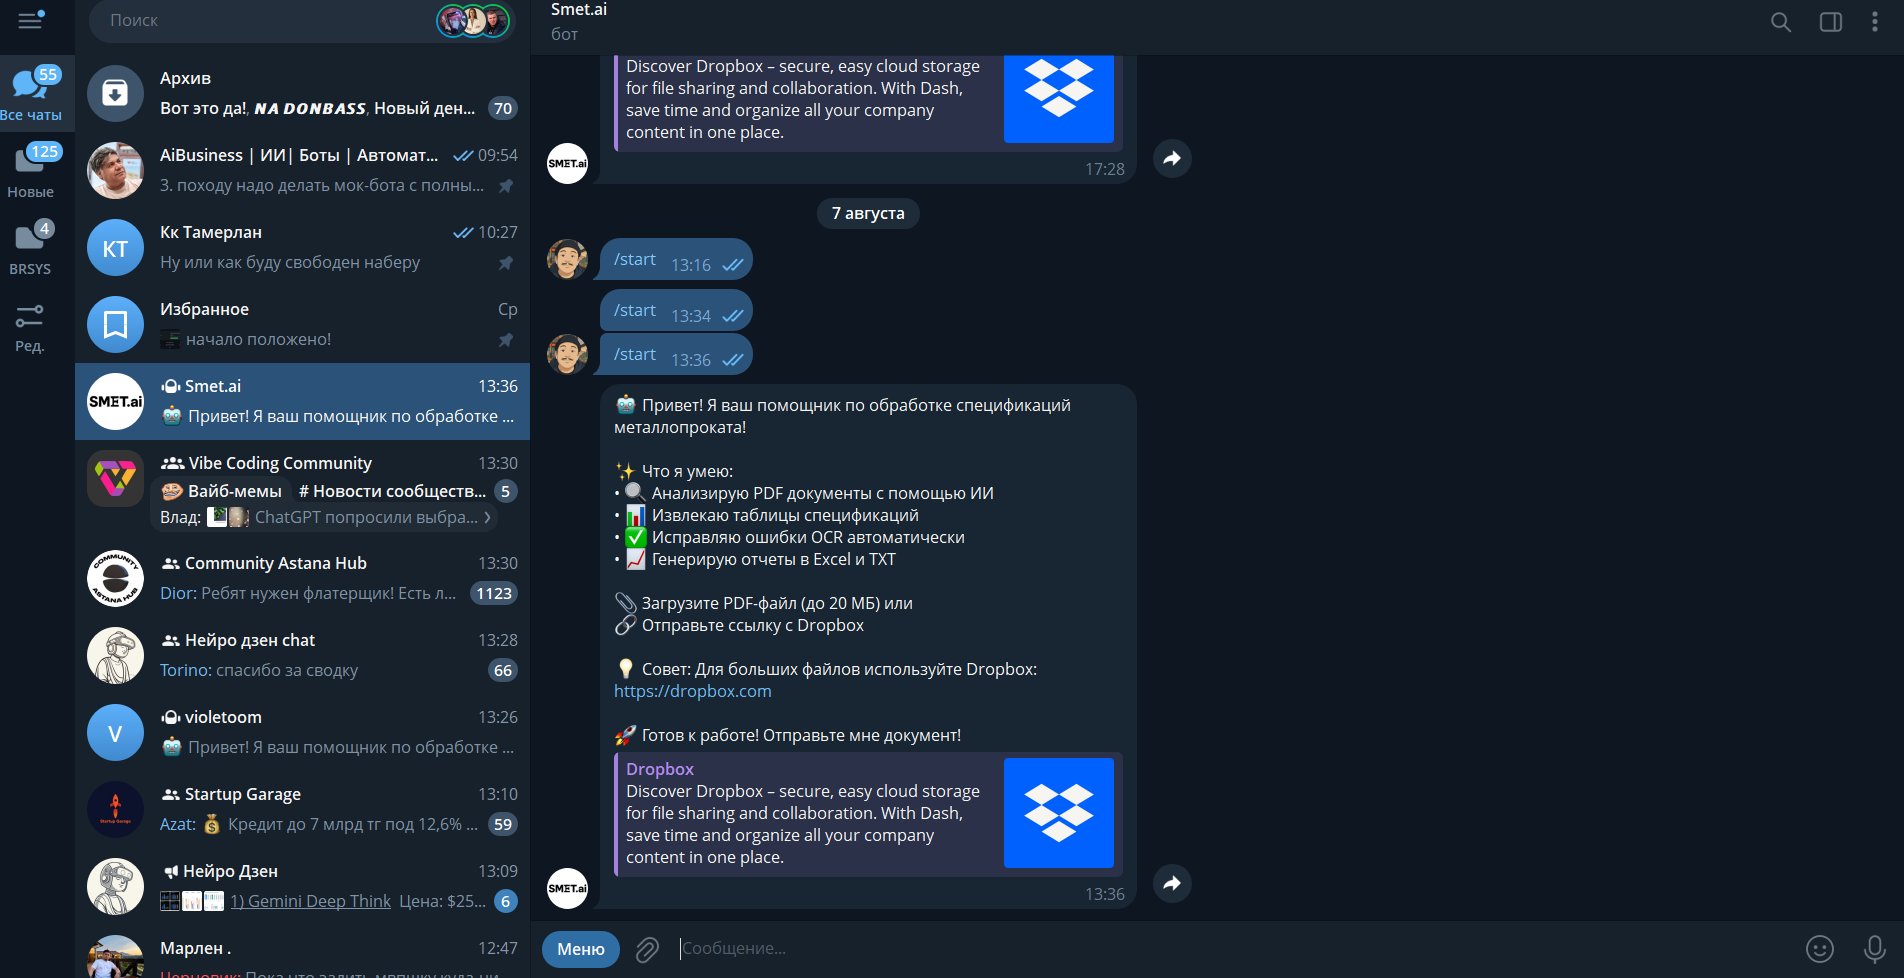 Поиск
55
Все чаты
125
Новые
4
BRSYS
Ред.
Архив
Вот это да!, NA DONBASS, Новый ден...
70
AiBusiness | ИИ| Боты | Автомат...
09:54
3. походу надо делать мок-бота с полны...
КТ
Кк Тамерлан
10:27
Ну или как буду свободен наберу
Избранное
Ср
начало положено!
SMET.ai
Smet.ai
13:36
Привет! Я ваш помощник по обработке ...
Vibe Coding Community
13:30
Вайб-мемы # Новости сообществ...
5
Влад: ChatGPT попросили выбра...
COMMUNITY
ASTANA HUB
Community Astana Hub
13:30
Dior: Ребят нужен флатерщик! Есть л...
1123
Нейро дзен chat
13:28
Torino: спасибо за сводку
66
V
violetoom
13:26
Привет! Я ваш помощник по обработке ...
Startup Garage
Startup Garage
13:10
Azat: Кредит до 7 млрд тг под 12,6% ...
59
Нейро Дзен
13:09
1) Gemini Deep Think Цена: $25...
6
Марлен .
12:47
Smet.ai
бот
Discover Dropbox – secure, easy cloud storage
for file sharing and collaboration. With Dash,
save time and organize all your company
content in one place.
SMET.ai
17:28
7 августа
/start 13:16
/start 13:34
/start 13:36
Привет! Я ваш помощник по обработке спецификаций
металлопроката!
Что я умею:
• Анализирую PDF документы с помощью ИИ
• Извлекаю таблицы спецификаций
• Исправляю ошибки OCR автоматически
• Генерирую отчеты в Excel и TXT
Загрузите PDF-файл (до 20 МБ) или
Отправьте ссылку с Dropbox
Совет: Для больших файлов используйте Dropbox:
https://dropbox.com
Готов к работе! Отправьте мне документ!
Dropbox
Discover Dropbox – secure, easy cloud storage
for file sharing and collaboration. With Dash,
save time and organize all your company
content in one place.
SMET.ai
13:36
Меню
Сообщение...